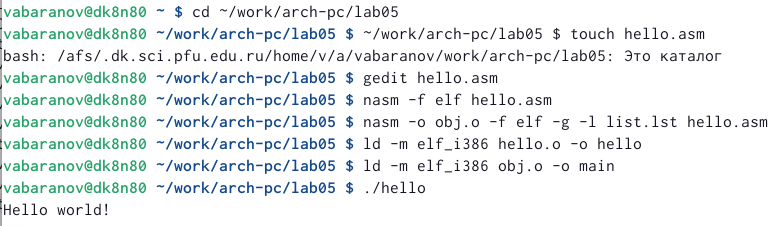 vabaranov@dk8n80 ~ $ cd ~/work/arch-pc/lab05
vabaranov@dk8n80 ~/work/arch-pc/lab05 $ ~/work/arch-pc/lab05 $ touch hello.asm
bash: /afs/.dk.sci.pfu.edu.ru/home/v/a/vabaranov/work/arch-pc/lab05: Это каталог
vabaranov@dk8n80 ~/work/arch-pc/lab05 $ gedit hello.asm
vabaranov@dk8n80 ~/work/arch-pc/lab05 $ nasm -f elf hello.asm
vabaranov@dk8n80 ~/work/arch-pc/lab05 $ nasm -o obj.o -f elf -g -l list.lst hello.asm
vabaranov@dk8n80 ~/work/arch-pc/lab05 $ ld -m elf_i386 hello.o -o hello
vabaranov@dk8n80 ~/work/arch-pc/lab05 $ ld -m elf_i386 obj.o -o main
vabaranov@dk8n80 ~/work/arch-pc/lab05 $ ./hello
Hello world!